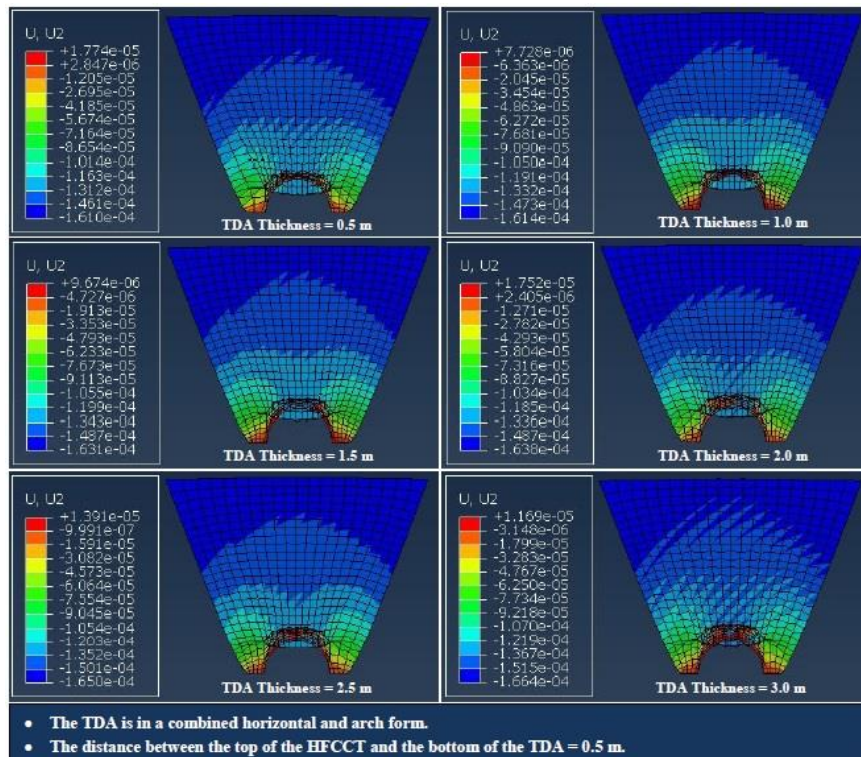 U, U2
+1.774e-05
+2.847e-06
-1.205e-05
-2.695e-05
-4.185e-05
-5.674e-05
-7.164e-05
-8.654e-05
-1.014e-04
-1.163e-04
-1.312e-04
-1.461e-04
-1.610e-04
TDA Thickness = 0.5 m
U, U2
+7.728e-06
-6.363e-06
-2.045e-05
-3.454e-05
-4.863e-05
-6.272e-05
-7.681e-05
-9.090e-05
-1.050e-04
-1.191e-04
-1.332e-04
-1.473e-04
-1.614e-04
TDA Thickness = 1.0 m
U, U2
+9.674e-06
-4.727e-06
-1.913e-05
-3.353e-05
-4.793e-05
-6.233e-05
-7.673e-05
-9.113e-05
-1.055e-04
-1.199e-04
-1.343e-04
-1.487e-04
-1.631e-04
TDA Thickness = 1.5 m
U, U2
+1.752e-05
+2.405e-06
-1.271e-05
-2.782e-05
-4.293e-05
-5.804e-05
-7.316e-05
-8.827e-05
-1.034e-04
-1.185e-04
-1.336e-04
-1.487e-04
-1.638e-04
TDA Thickness = 2.0 m
U, U2
+1.391e-05
-9.991e-07
-1.591e-05
-3.082e-05
-4.573e-05
-6.064e-05
-7.554e-05
-9.045e-05
-1.054e-04
-1.203e-04
-1.352e-04
-1.501e-04
-1.650e-04
TDA Thickness = 2.5 m
U, U2
+1.169e-05
-3.148e-06
-1.799e-05
-3.283e-05
-4.767e-05
-6.250e-05
-7.734e-05
-9.218e-05
-1.070e-04
-1.219e-04
-1.367e-04
-1.515e-04
-1.664e-04
TDA Thickness = 3.0 m
• The TDA is in a combined horizontal and arch form.
• The distance between the top of the HFCCT and the bottom of the TDA = 0.5 m.